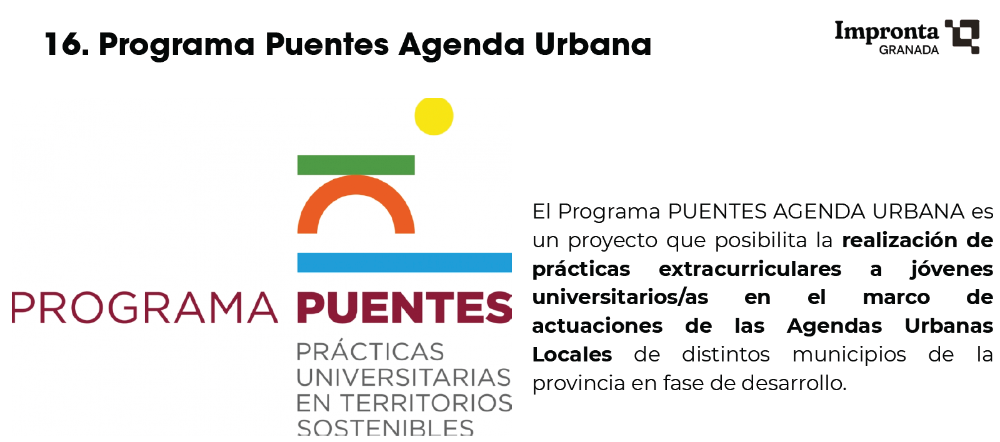 16. Programa Puentes Agenda Urbana
Impronta
GRANADA
PROGRAMA PUENTES
PRÁCTICAS
UNIVERSITARIAS
EN TERRITORIOS
SOSTENIBLES
El Programa PUENTES AGENDA URBANA es
un proyecto que posibilita la realización de
prácticas extracurriculares a jóvenes
universitarios/as en el marco de
actuaciones de las Agendas Urbanas
Locales de distintos municipios de la
provincia en fase de desarrollo.